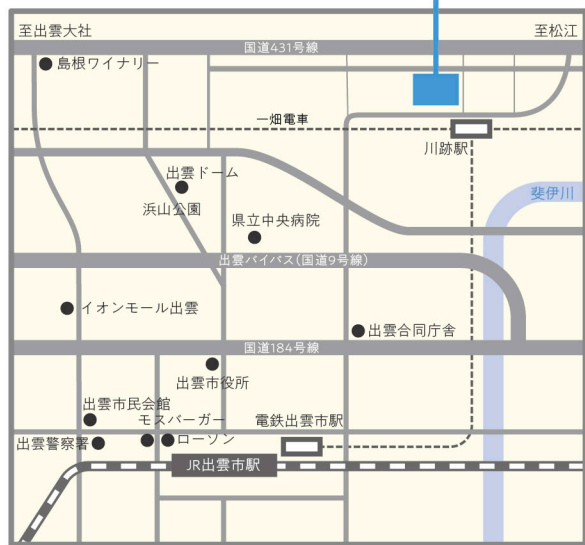 至出雲大社
至松江
国道431号線
島根ワイナリー
一畑電車
川跡駅
出雲ドーム
斐伊川
浜山公園
県立中央病院
出雲バイパス(国道9号線)
イオンモール出雲
出雲合同庁舎
国道184号線
出雲市役所
出雲市民会館
モスバーガー
電鉄出雲市駅
出雲警察署
ローソン
JR出雲市駅